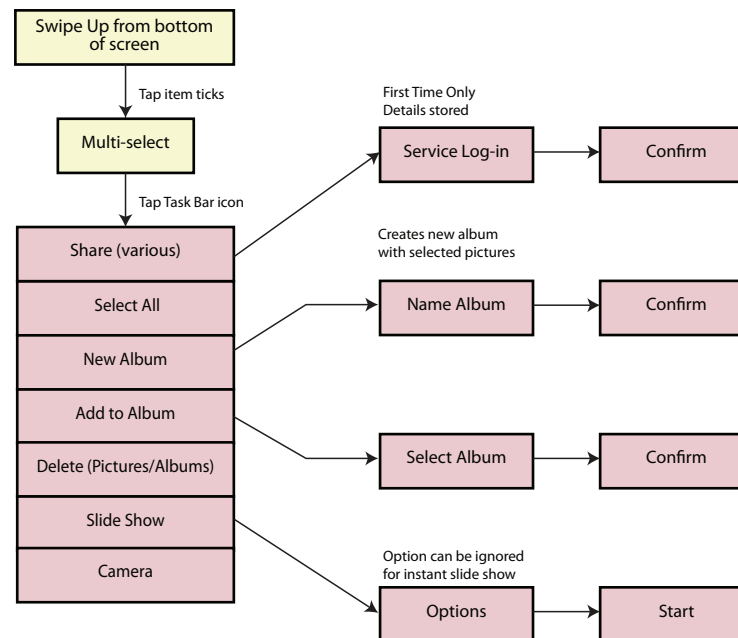 Swipe Up from bottom
of screen
Tap item ticks
Multi-select
Tap Task Bar icon
Share (various)
Select All
New Album
Add to Album
Delete (Pictures/Albums)
Slide Show
Camera
First Time Only
Details stored
Service Log-in
Confirm
Creates new album
with selected pictures
Name Album
Confirm
Select Album
Confirm
Option can be ignored
for instant slide show
Options
Start